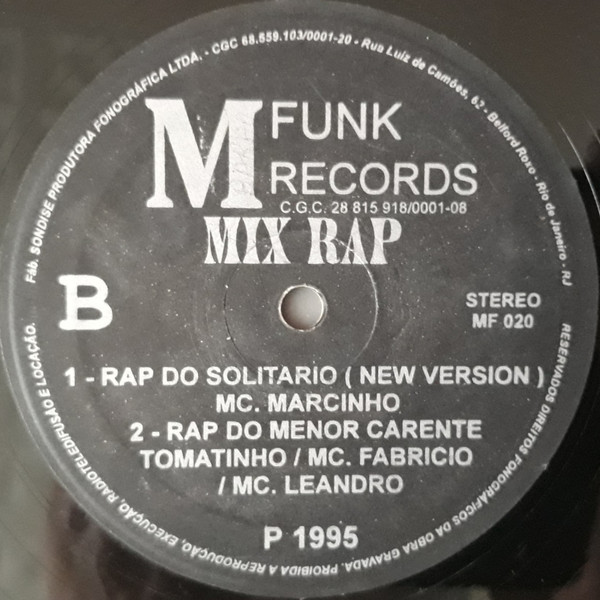 Fáb. SONDISE PRODUTORA FONOGRÁFICA LTDA. - CGC 68.659.103/0001-20 - Rua Luiz de Camões, 62 - Belford Roxo - Rio de Janeiro - RJ
M FUNK
RECORDS
C.G.C. 28 815 918/0001-08
MIX RAP
B
STEREO
MF 020
1 - RAP DO SOLITARIO ( NEW VERSION )
MC. MARCINHO
2 - RAP DO MENOR CARENTE
TOMATINHO / MC. FABRICIO
/ MC. LEANDRO
P 1995
RESERVADOS DIREITOS FONOGRÁFICOS DA OBRA GRAVADA. PROIBIDA A REPRODUÇÃO, EXECUÇÃO, RADIOTELEDIFUSÃO E LOCAÇÃO.